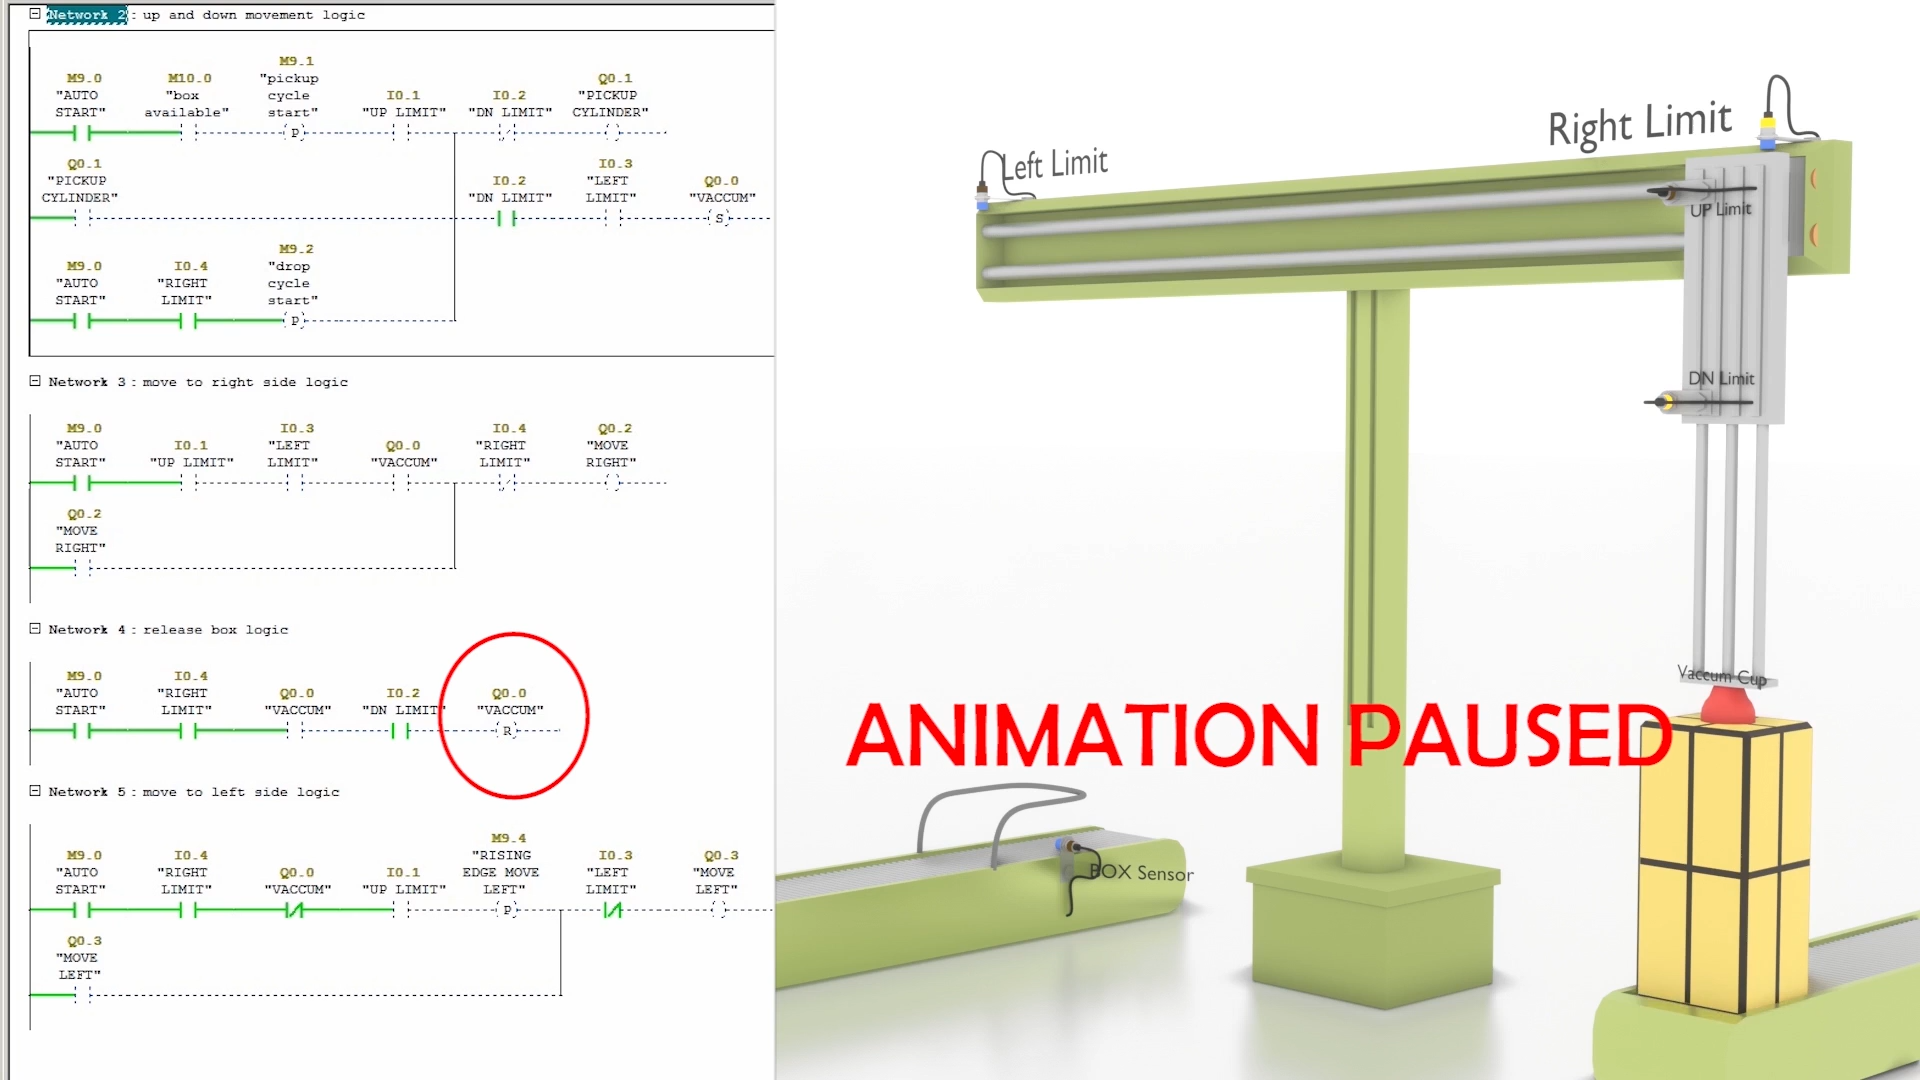 Network 2 : up and down movement logic
M9.1
M9.0 M10.0 "pickup Q0.1
"AUTO "box cycle I0.1 I0.2 "PICKUP
START" available" start" "UP LIMIT" "DN LIMIT" CYLINDER"
P /
Q0.1 I0.3
"PICKUP I0.2 "LEFT Q0.0
CYLINDER" "DN LIMIT" LIMIT" "VACCUM"
S
M9.2
M9.0 I0.4 "drop
"AUTO "RIGHT cycle
START" LIMIT" start"
P
Network 3 : move to right side logic
M9.0 I0.3 I0.4 Q0.2
"AUTO I0.1 "LEFT Q0.0 "RIGHT "MOVE
START" "UP LIMIT" LIMIT" "VACCUM" LIMIT" RIGHT"
Q0.2
"MOVE
RIGHT"
Network 4 : release box logic
M9.0 I0.4
"AUTO "RIGHT Q0.0 I0.2 Q0.0
START" LIMIT" "VACCUM" "DN LIMIT" "VACCUM"
R
Network 5 : move to left side logic
M9.4
M9.0 I0.4 "RISING I0.3 Q0.3
"AUTO "RIGHT Q0.0 I0.1 EDGE MOVE "LEFT "MOVE
START" LIMIT" "VACCUM" "UP LIMIT" LEFT" LIMIT" LEFT"
P
Q0.3
"MOVE
LEFT"
Right Limit
Left Limit
UP Limit
DN Limit
Vaccum Cup
ANIMATION PAUSED
BOX Sensor